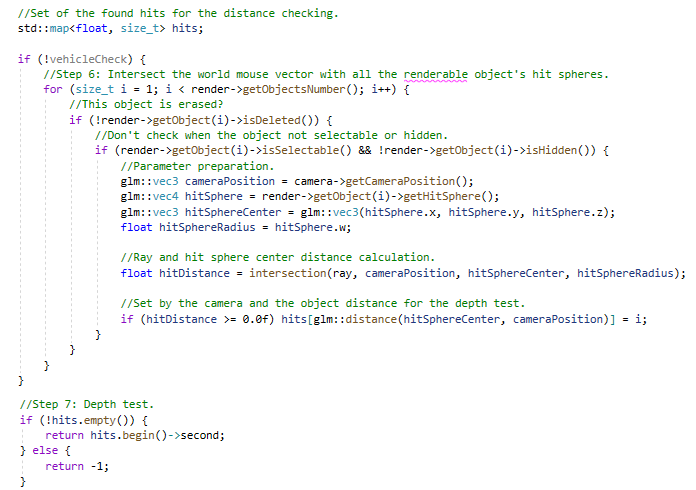 //Set of the found hits for the distance checking.
std::map<float, size_t> hits;
if (!vehicleCheck) {
//Step 6: Intersect the world mouse vector with all the renderable object's hit spheres.
for (size_t i = 1; i < render->getObjectsNumber(); i++) {
//This object is erased?
if (!render->getObject(i)->isDeleted()) {
//Don't check when the object not selectable or hidden.
if (render->getObject(i)->isSelectable() && !render->getObject(i)->isHidden()) {
//Parameter preparation.
glm::vec3 cameraPosition = camera->getCameraPosition();
glm::vec4 hitSphere = render->getObject(i)->getHitSphere();
glm::vec3 hitSphereCenter = glm::vec3(hitSphere.x, hitSphere.y, hitSphere.z);
float hitSphereRadius = hitSphere.w;
//Ray and hit sphere center distance calculation.
float hitDistance = intersection(ray, cameraPosition, hitSphereCenter, hitSphereRadius);
//Set by the camera and the object distance for the depth test.
if (hitDistance >= 0.0f) hits[glm::distance(hitSphereCenter, cameraPosition)] = i;
}
}
}
}
//Step 7: Depth test.
if (!hits.empty()) {
return hits.begin()->second;
} else {
return -1;
}